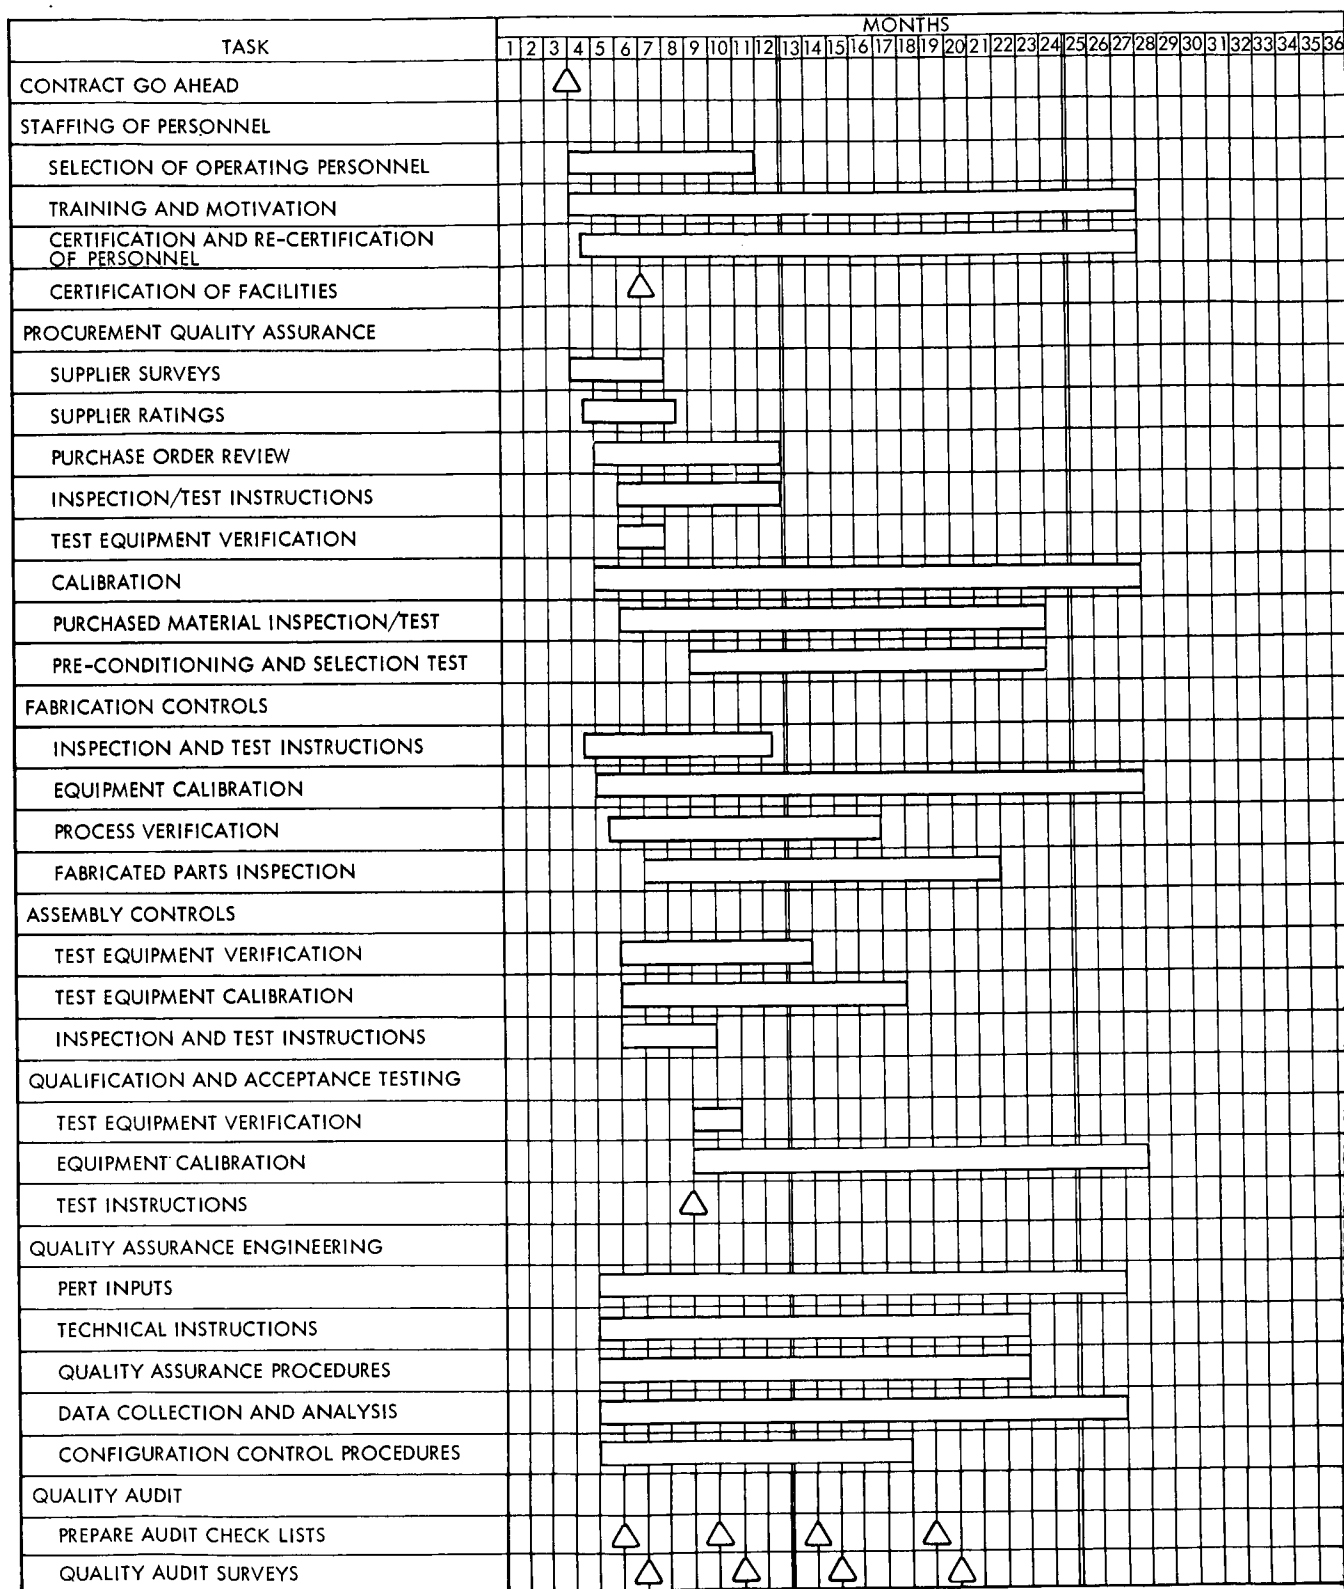 MONTHS
TASK 1 2 3 4 5 6 7 8 9 10 11 12 13 14 15 16 17 18 19 20 21 22 23 24 25 26 27 28 29 30 31 32 33 34 35 36
CONTRACT GO AHEAD
STAFFING OF PERSONNEL
SELECTION OF OPERATING PERSONNEL
TRAINING AND MOTIVATION
CERTIFICATION AND RE-CERTIFICATION
OF PERSONNEL
CERTIFICATION OF FACILITIES
PROCUREMENT QUALITY ASSURANCE
SUPPLIER SURVEYS
SUPPLIER RATINGS
PURCHASE ORDER REVIEW
INSPECTION/TEST INSTRUCTIONS
TEST EQUIPMENT VERIFICATION
CALIBRATION
PURCHASED MATERIAL INSPECTION/TEST
PRE-CONDITIONING AND SELECTION TEST
FABRICATION CONTROLS
INSPECTION AND TEST INSTRUCTIONS
EQUIPMENT CALIBRATION
PROCESS VERIFICATION
FABRICATED PARTS INSPECTION
ASSEMBLY CONTROLS
TEST EQUIPMENT VERIFICATION
TEST EQUIPMENT CALIBRATION
INSPECTION AND TEST INSTRUCTIONS
QUALIFICATION AND ACCEPTANCE TESTING
TEST EQUIPMENT VERIFICATION
EQUIPMENT CALIBRATION
TEST INSTRUCTIONS
QUALITY ASSURANCE ENGINEERING
PERT INPUTS
TECHNICAL INSTRUCTIONS
QUALITY ASSURANCE PROCEDURES
DATA COLLECTION AND ANALYSIS
CONFIGURATION CONTROL PROCEDURES
QUALITY AUDIT
PREPARE AUDIT CHECK LISTS
QUALITY AUDIT SURVEYS